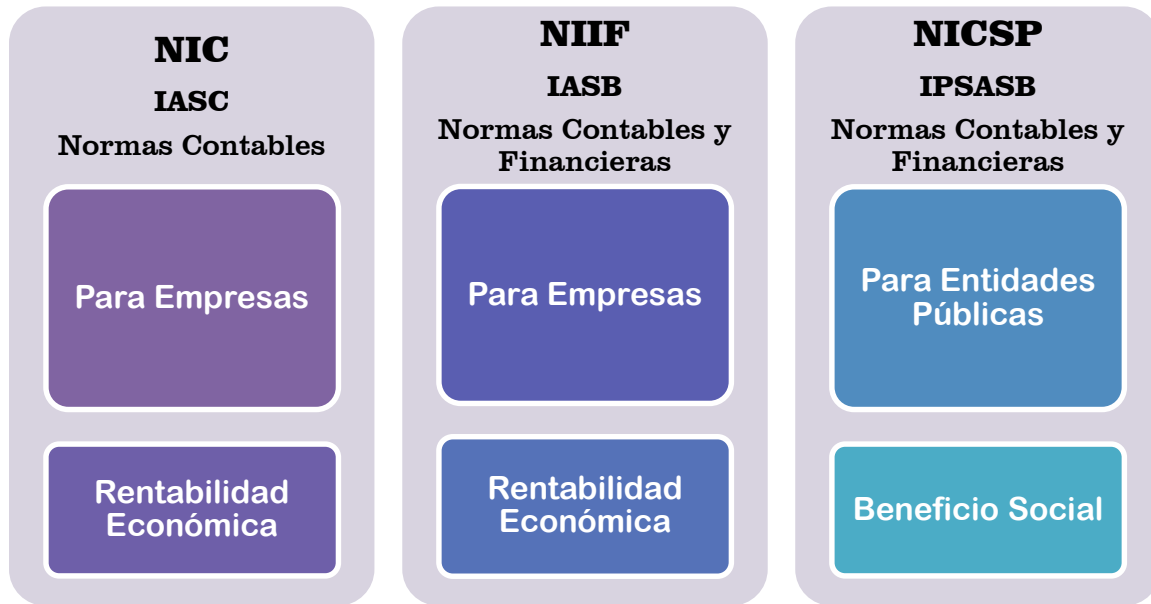 NIC
IASC
Normas Contables
Para Empresas
Rentabilidad
Económica
NIIF
IASB
Normas Contables y
Financieras
Para Empresas
Rentabilidad
Económica
NICSP
IPSASB
Normas Contables y
Financieras
Para Entidades
Públicas
Beneficio Social